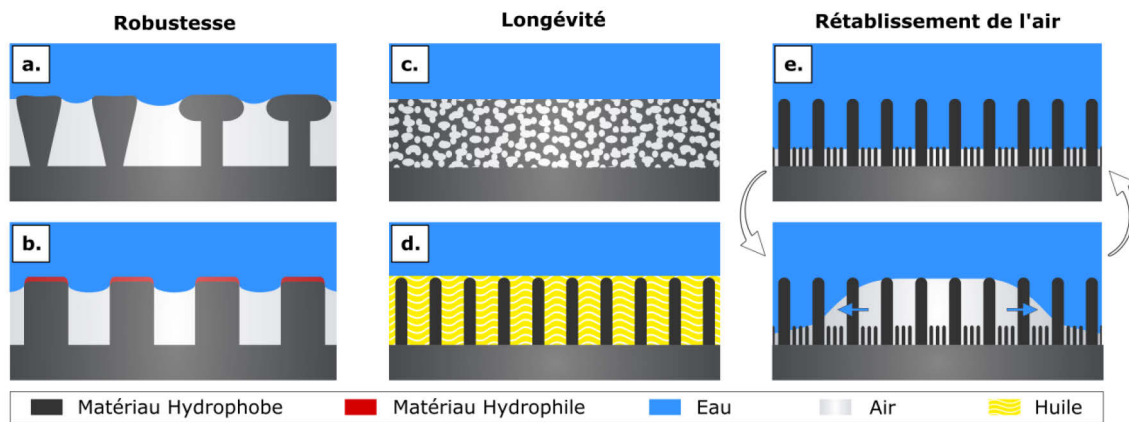 Robustesse
Longévité
Rétablissement de l'air
a.
c.
e.
b.
d.
Matériau Hydrophobe
Matériau Hydrophile
Eau
Air
Huile